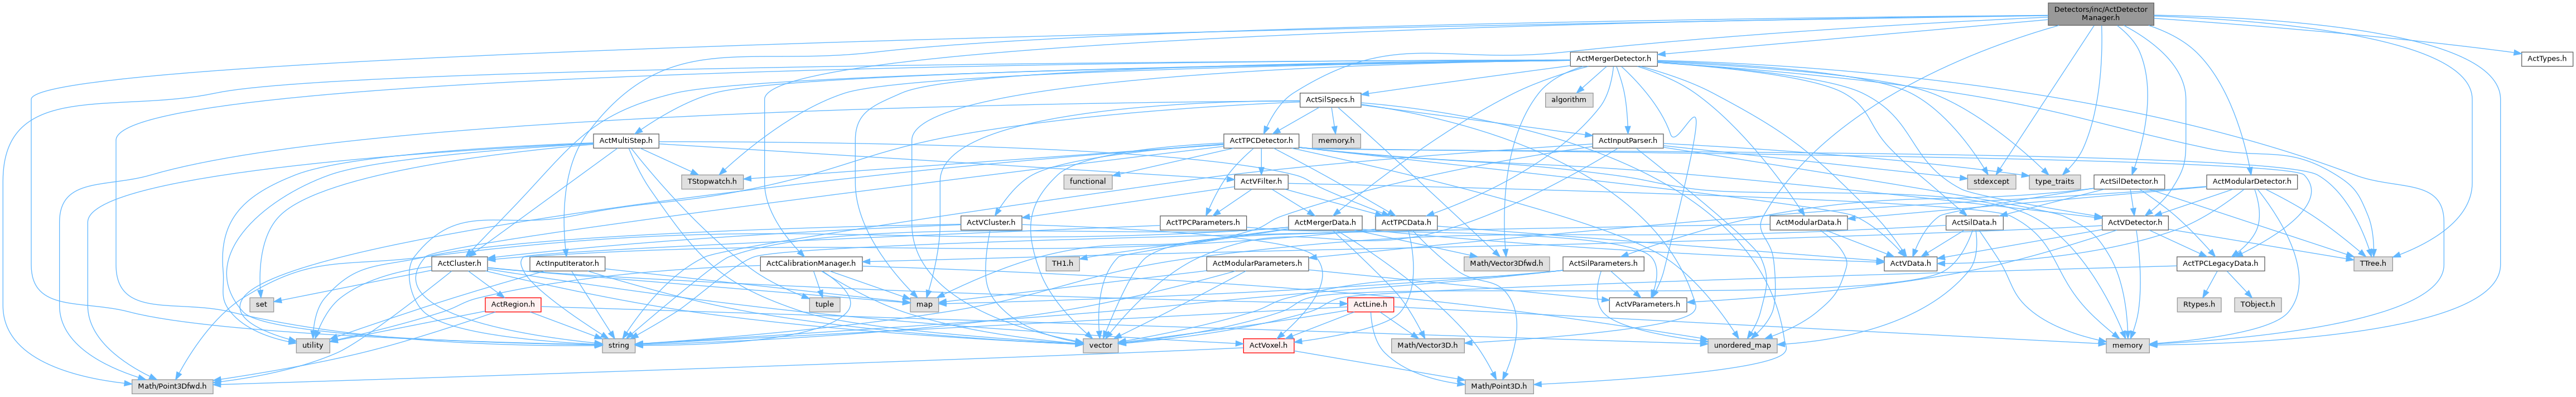 Detectors/inc/ActDetector
Manager.h
ActMergerDetector.h
ActTypes.h
ActSilSpecs.h
algorithm
ActMultiStep.h
ActTPCDetector.h
memory.h
ActInputParser.h
TStopwatch.h
functional
ActVFilter.h
stdexcept
type_traits
ActSilDetector.h
ActModularDetector.h
ActVCluster.h
ActTPCParameters.h
ActMergerData.h
ActTPCData.h
ActModularData.h
ActSilData.h
ActVDetector.h
ActCluster.h
ActInputIterator.h
ActCalibrationManager.h
TH1.h
ActModularParameters.h
Math/Vector3Dfwd.h
ActSilParameters.h
ActVData.h
ActTPCLegacyData.h
TTree.h
set
ActRegion.h
tuple
map
ActLine.h
ActVParameters.h
Rtypes.h
TObject.h
utility
string
vector
ActVoxel.h
Math/Vector3D.h
unordered_map
memory
Math/Point3Dfwd.h
Math/Point3D.h